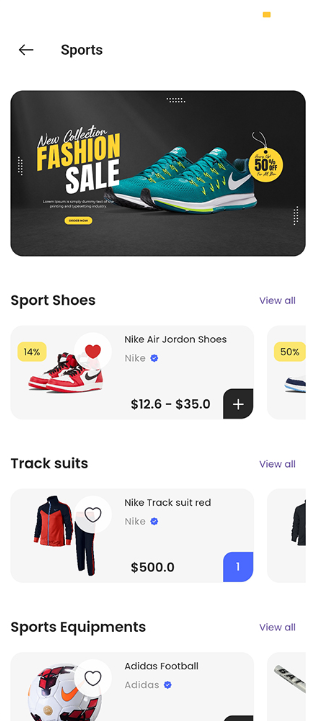 Sports
New Collection
FASHION
SALE
Lorem Ipsum is simply dummy text of the
printing and typesetting industry.
50%
OFF
Sport Shoes
View all
14%
Nike Air Jordon Shoes
Nike
$12.6 - $35.0
+
50%
Track suits
View all
Nike Track suit red
Nike
$500.0
1
Sports Equipments
View all
Adidas Football
Adidas